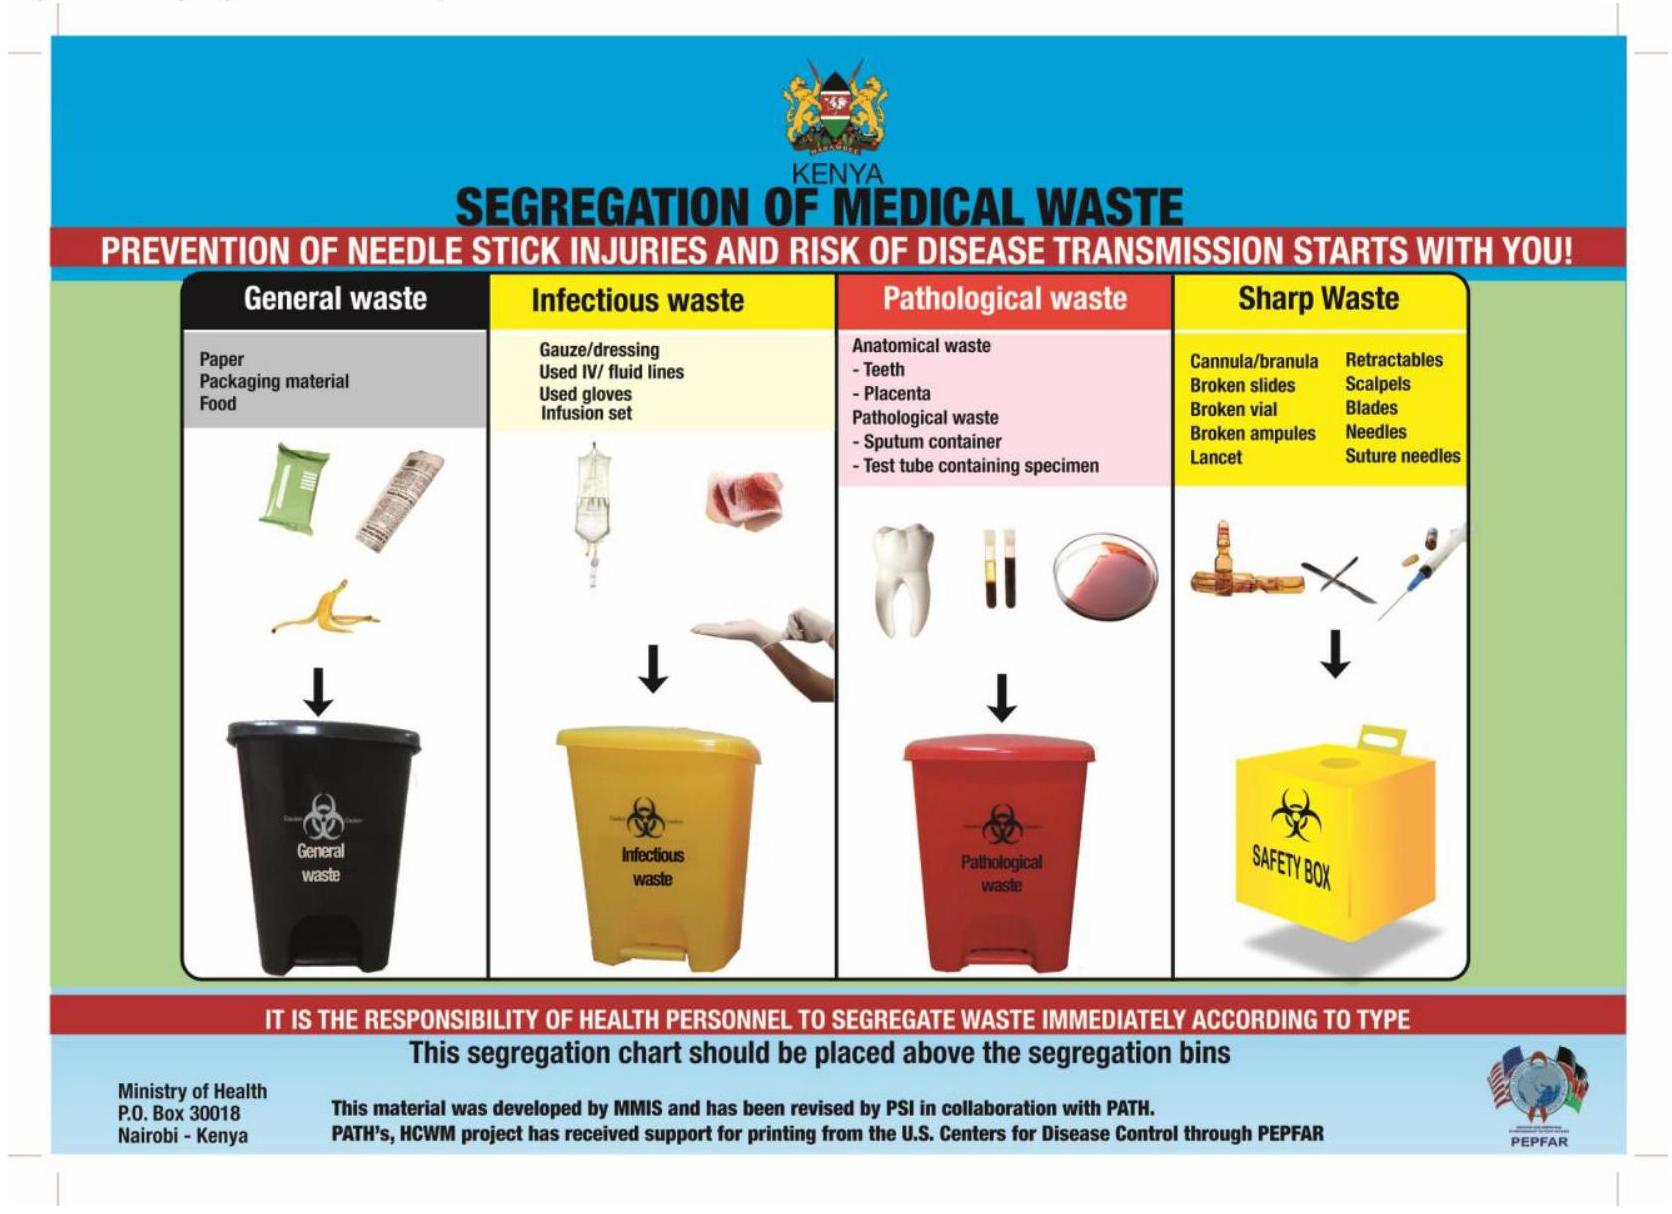 HARAMBEE
KENYA
SEGREGATION OF MEDICAL WASTE
PREVENTION OF NEEDLE STICK INJURIES AND RISK OF DISEASE TRANSMISSION STARTS WITH YOU!
General waste
Paper
Packaging material
Food
General
waste
Infectious waste
Gauze/dressing
Used IV/ fluid lines
Used gloves
Infusion set
Infectious
waste
Pathological waste
Anatomical waste
- Teeth
- Placenta
Pathological waste
- Sputum container
- Test tube containing specimen
Pathological
waste
Sharp Waste
Cannula/branula
Broken slides
Broken vial
Broken ampules
Lancet
Retractables
Scalpels
Blades
Needles
Suture needles
SAFETY BOX
IT IS THE RESPONSIBILITY OF HEALTH PERSONNEL TO SEGREGATE WASTE IMMEDIATELY ACCORDING TO TYPE
This segregation chart should be placed above the segregation bins
Ministry of Health
P.O. Box 30018
Nairobi - Kenya
This material was developed by MMIS and has been revised by PSI in collaboration with PATH.
PATH's, HCWM project has received support for printing from the U.S. Centers for Disease Control through PEPFAR
PEPFAR